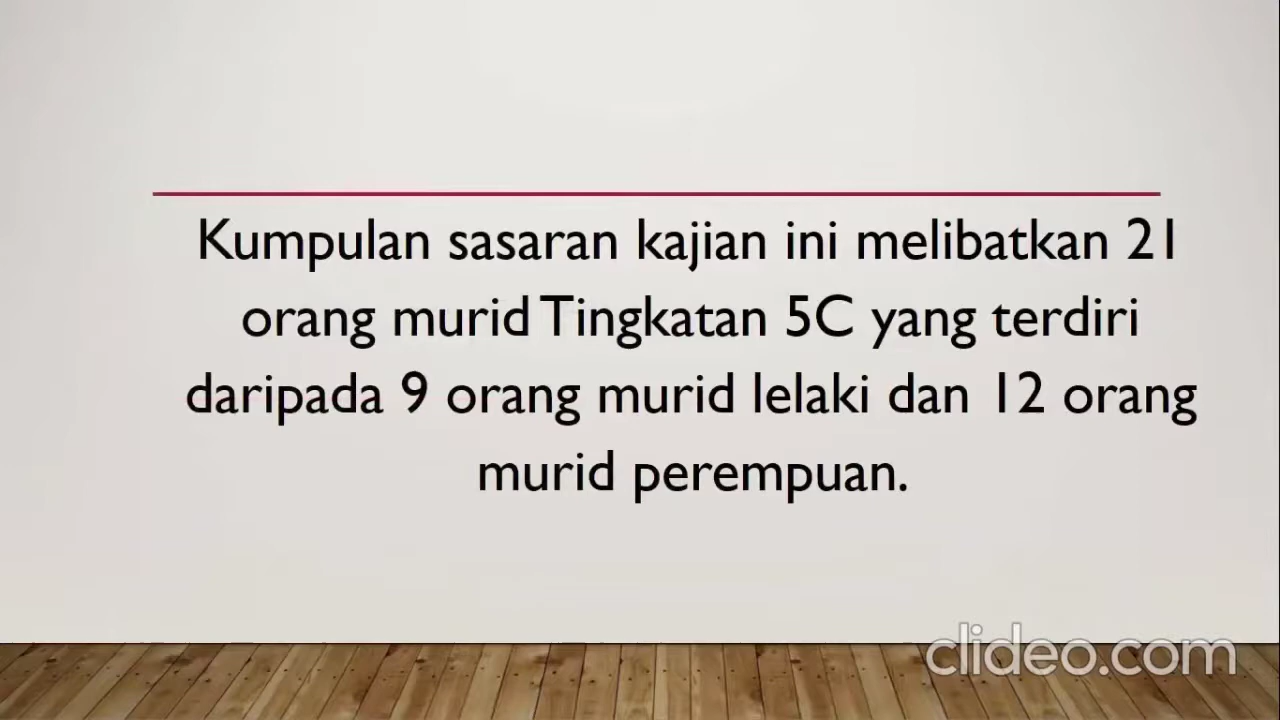 Kumpulan sasaran kajian ini melibatkan 21
orang murid Tingkatan 5C yang terdiri
daripada 9 orang murid lelaki dan 12 orang
murid perempuan.
clideo.com